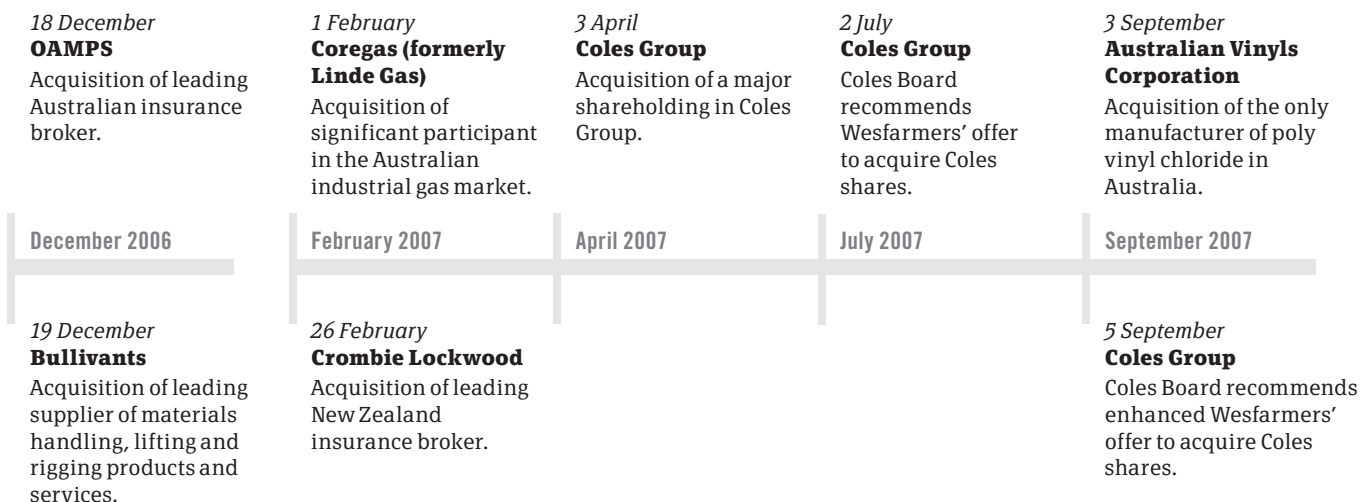 18 December
OAMPS
Acquisition of leading
Australian insurance
broker.
1 February
Coregas (formerly
Linde Gas)
Acquisition of
significant participant
in the Australian
industrial gas market.
3 April
Coles Group
Acquisition of a major
shareholding in Coles
Group.
2 July
Coles Group
Coles Board
recommends
Wesfarmers’ offer
to acquire Coles
shares.
3 September
Australian Vinyls
Corporation
Acquisition of the only
manufacturer of poly
vinyl chloride in
Australia.
December 2006
February 2007
April 2007
July 2007
September 2007
19 December
Bullivants
Acquisition of leading
supplier of materials
handling, lifting and
rigging products and
services.
26 February
Crombie Lockwood
Acquisition of leading
New Zealand
insurance broker.
5 September
Coles Group
Coles Board recommends
enhanced Wesfarmers’
offer to acquire Coles
shares.